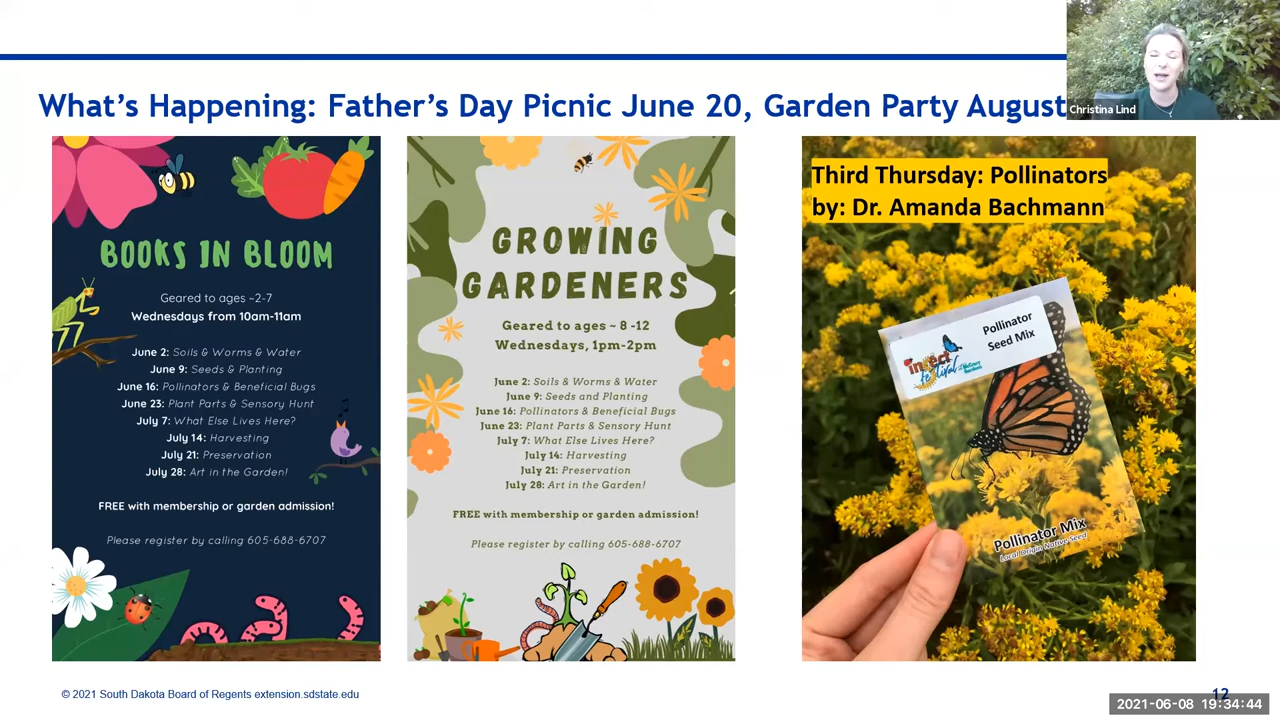 What's Happening: Father's Day Picnic June 20, Garden Party August
Christina Lind
BOOKS IN BLOOM
Geared to ages ~2-7
Wednesdays from 10am-11am
June 2: Soils & Worms & Water
June 9: Seeds & Planting
June 16: Pollinators & Beneficial Bugs
June 23: Plant Parts & Sensory Hunt
July 7: What Else Lives Here?
July 14: Harvesting
July 21: Preservation
July 28: Art in the Garden!
FREE with membership or garden admission!
Please register by calling 605-688-6707
GROWING
GARDENERS
Geared to ages ~ 8 -12
Wednesdays, 1pm-2pm
June 2: Soils & Worms & Water
June 9: Seeds and Planting
June 16: Pollinators & Beneficial Bugs
June 23: Plant Parts & Sensory Hunt
July 7: What Else Lives Here?
July 14: Harvesting
July 21: Preservation
July 28: Art in the Garden!
FREE with membership or garden admission!
Please register by calling 605-688-6707
Third Thursday: Pollinators
by: Dr. Amanda Bachmann
Pollinator
Seed Mix
insect
festival
Pollinator Mix
Local Origin Native Seed
© 2021 South Dakota Board of Regents extension.sdstate.edu
12
2021-06-08 19:34:44